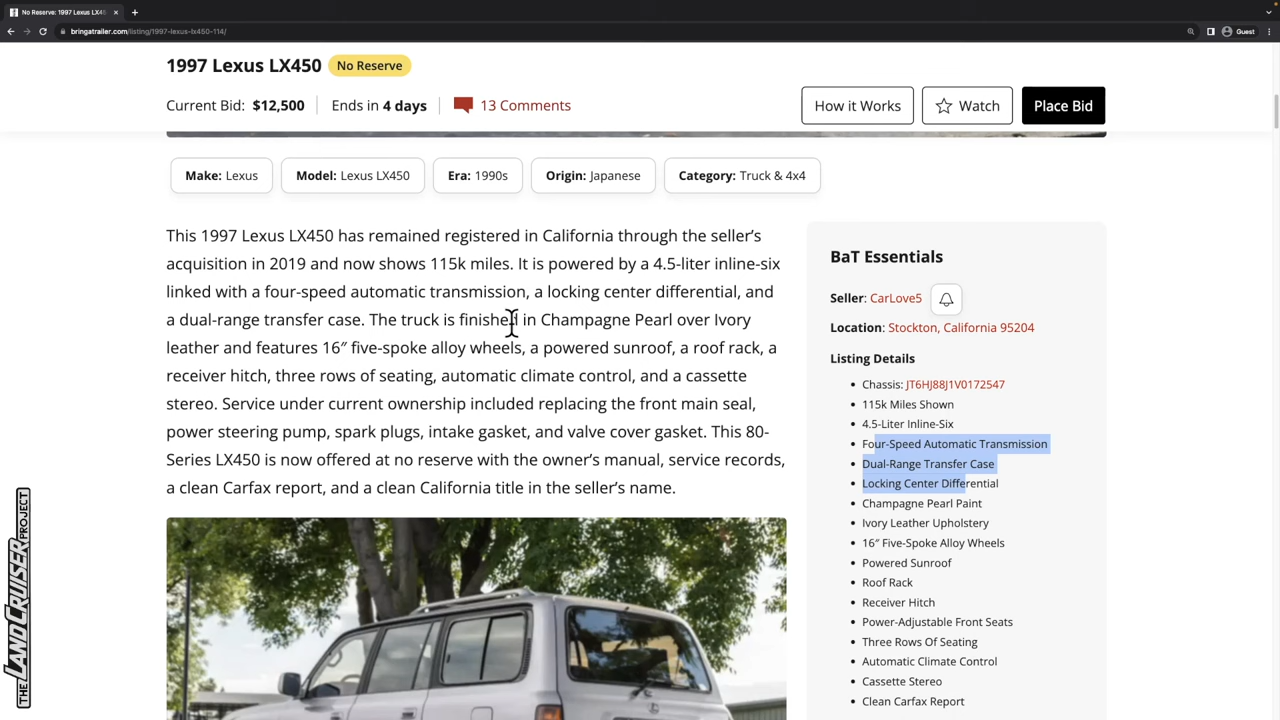 No Reserve: 1997 Lexus LX45
bringatrailer.com/listing/1997-lexus-lx450-114/
Guest
1997 Lexus LX450
No Reserve
Current Bid: $12,500
Ends in 4 days
13 Comments
How it Works
Watch
Place Bid
Make: Lexus
Model: Lexus LX450
Era: 1990s
Origin: Japanese
Category: Truck & 4x4
This 1997 Lexus LX450 has remained registered in California through the seller’s
acquisition in 2019 and now shows 115k miles. It is powered by a 4.5-liter inline-six
linked with a four-speed automatic transmission, a locking center differential, and
a dual-range transfer case. The truck is finished in Champagne Pearl over Ivory
leather and features 16″ five-spoke alloy wheels, a powered sunroof, a roof rack, a
receiver hitch, three rows of seating, automatic climate control, and a cassette
stereo. Service under current ownership included replacing the front main seal,
power steering pump, spark plugs, intake gasket, and valve cover gasket. This 80-
Series LX450 is now offered at no reserve with the owner’s manual, service records,
a clean Carfax report, and a clean California title in the seller’s name.
BaT Essentials
Seller: CarLove5
Location: Stockton, California 95204
Listing Details
Chassis: JT6HJ88J1V0172547
115k Miles Shown
4.5-Liter Inline-Six
Four-Speed Automatic Transmission
Dual-Range Transfer Case
Locking Center Differential
Champagne Pearl Paint
Ivory Leather Upholstery
16″ Five-Spoke Alloy Wheels
Powered Sunroof
Roof Rack
Receiver Hitch
Power-Adjustable Front Seats
Three Rows Of Seating
Automatic Climate Control
Cassette Stereo
Clean Carfax Report
THE LAND CRUISER PROJECT